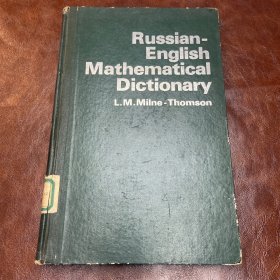 Russian-
English
Mathematical
Dictionary
L.M.Milne-Thomson